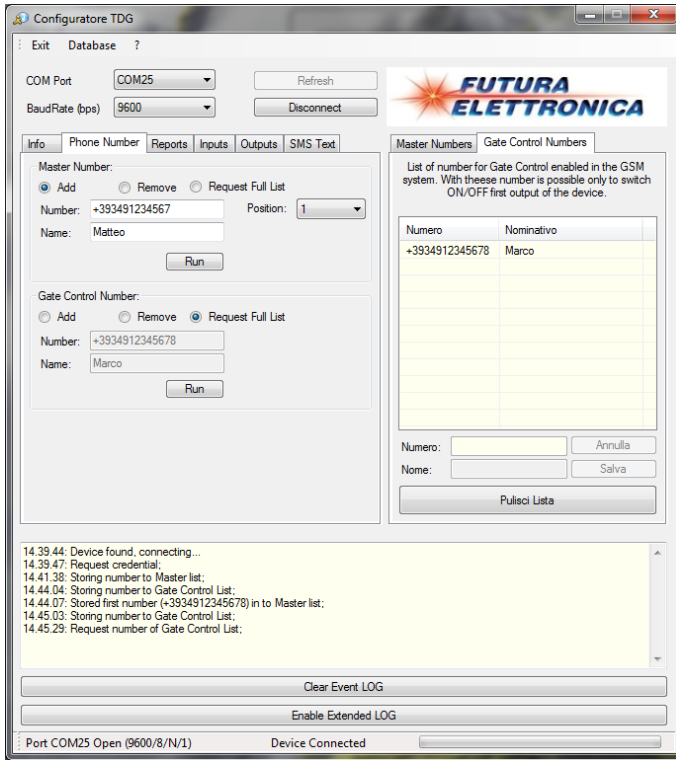 Configuratore TDG
Exit Database ?
COM Port COM25 Refresh
BaudRate (bps) 9600 Disconnect
FUTURA
ELETTRONICA
Info Phone Number Reports Inputs Outputs SMS Text
Master Number:
Add Remove Request Full List
Number: +393491234567 Position: 1
Name: Matteo
Run
Gate Control Number:
Add Remove Request Full List
Number: +3934912345678
Name: Marco
Run
Master Numbers Gate Control Numbers
List of number for Gate Control enabled in the GSM
system. With theese number is possible only to switch
ON/OFF first output of the device.
Numero Nominativo
+3934912345678 Marco
Numero: Annulla
Nome: Salva
Pulisci Lista
14.39.44: Device found, connecting...
14.39.47: Request credential;
14.41.38: Storing number to Master list;
14.44.04: Storing number to Gate Control List;
14.44.07: Stored first number (+3934912345678) in to Master list;
14.45.03: Storing number to Gate Control List;
14.45.29: Request number of Gate Control List;
Clear Event LOG
Enable Extended LOG
Port COM25 Open (9600/8/N/1) Device Connected